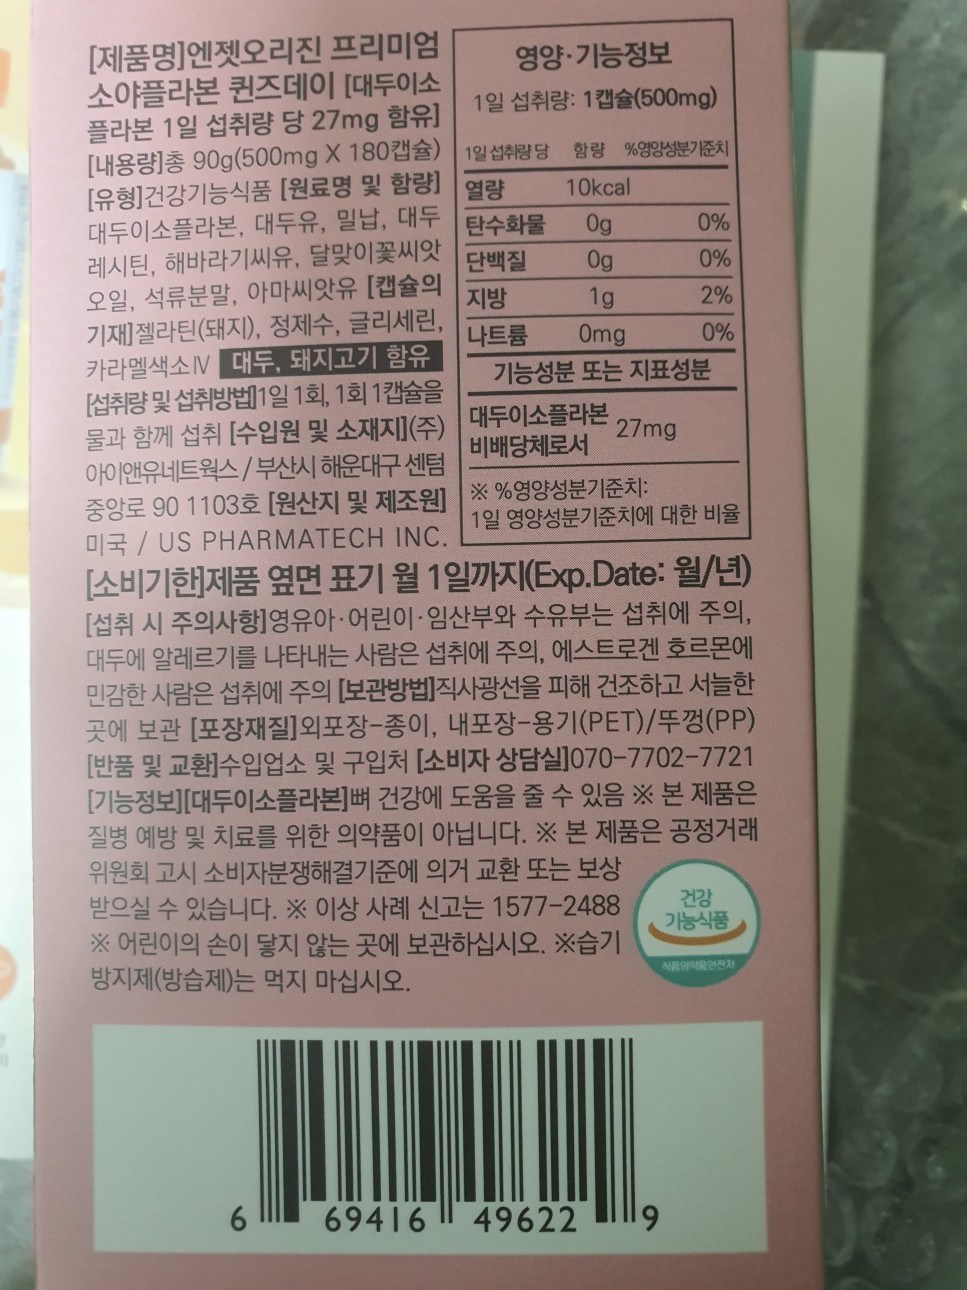 [제품명]엔젯오리진 프리미엄
소야플라본 퀸즈데이 [대두이소
플라본 1일 섭취량 당 27mg 함유]
[내용량]총 90g(500mg X 180캡슐)
[유형]건강기능식품 [원료명 및 함량]
대두이소플라본, 대두유, 밀납, 대두
레시틴, 해바라기씨유, 달맞이꽃씨앗
오일, 석류분말, 아마씨앗유 [캡슐의
기재]젤라틴(돼지), 정제수, 글리세린,
카라멜색소Ⅳ 대두, 돼지고기 함유
[섭취량 및 섭취방법]1일 1회, 1회 1캡슐을
물과 함께 섭취 [수입원 및 소재지](주)
아이앤유네트웍스 / 부산시 해운대구 센텀
중앙로 90 1103호 [원산지 및 제조원]
미국 / US PHARMATECH INC.
영양·기능정보
1일 섭취량: 1캡슐(500mg)
1일 섭취량 당 함량 %영양성분기준치
열량 10kcal
탄수화물 0g 0%
단백질 0g 0%
지방 1g 2%
나트륨 0mg 0%
기능성분 또는 지표성분
대두이소플라본
비배당체로서 27mg
※ %영양성분기준치:
1일 영양성분기준치에 대한 비율
[소비기한]제품 옆면 표기 월 1일까지(Exp.Date: 월/년)
[섭취 시 주의사항]영유아·어린이·임산부와 수유부는 섭취에 주의,
대두에 알레르기를 나타내는 사람은 섭취에 주의, 에스트로겐 호르몬에
민감한 사람은 섭취에 주의 [보관방법]직사광선을 피해 건조하고 서늘한
곳에 보관 [포장재질]외포장-종이, 내포장-용기(PET)/뚜껑(PP)
[반품 및 교환]수입업소 및 구입처 [소비자 상담실]070-7702-7721
[기능정보][대두이소플라본]뼈 건강에 도움을 줄 수 있음 ※ 본 제품은
질병 예방 및 치료를 위한 의약품이 아닙니다. ※ 본 제품은 공정거래
위원회 고시 소비자분쟁해결기준에 의거 교환 또는 보상
받으실 수 있습니다. ※ 이상 사례 신고는 1577-2488
※ 어린이의 손이 닿지 않는 곳에 보관하십시오. ※습기
방지제(방습제)는 먹지 마십시오.
건강
기능식품
식품의약품안전처
6 69416 49622 9